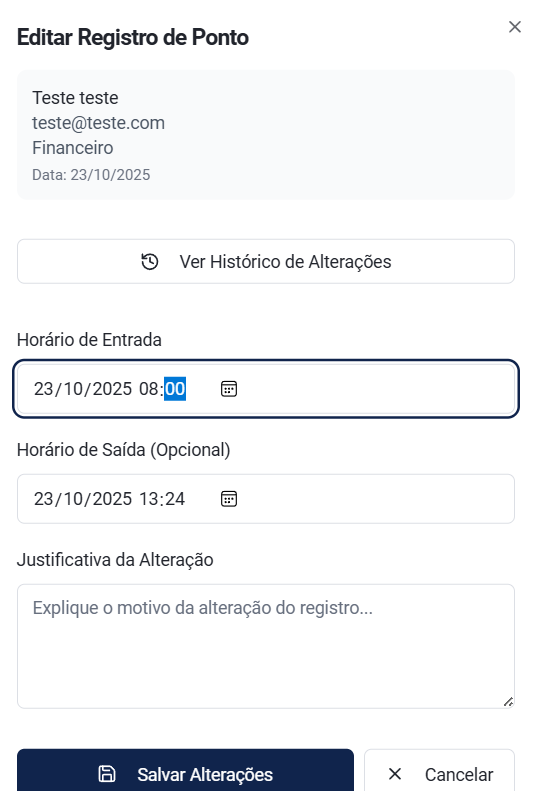 Editar Registro de Ponto
Teste teste
teste@teste.com
Financeiro
Data: 23/10/2025
Ver Histórico de Alterações
Horário de Entrada
23/10/2025 08:00
Horário de Saída (Opcional)
23/10/2025 13:24
Justificativa da Alteração
Explique o motivo da alteração do registro...
Salvar Alterações
Cancelar